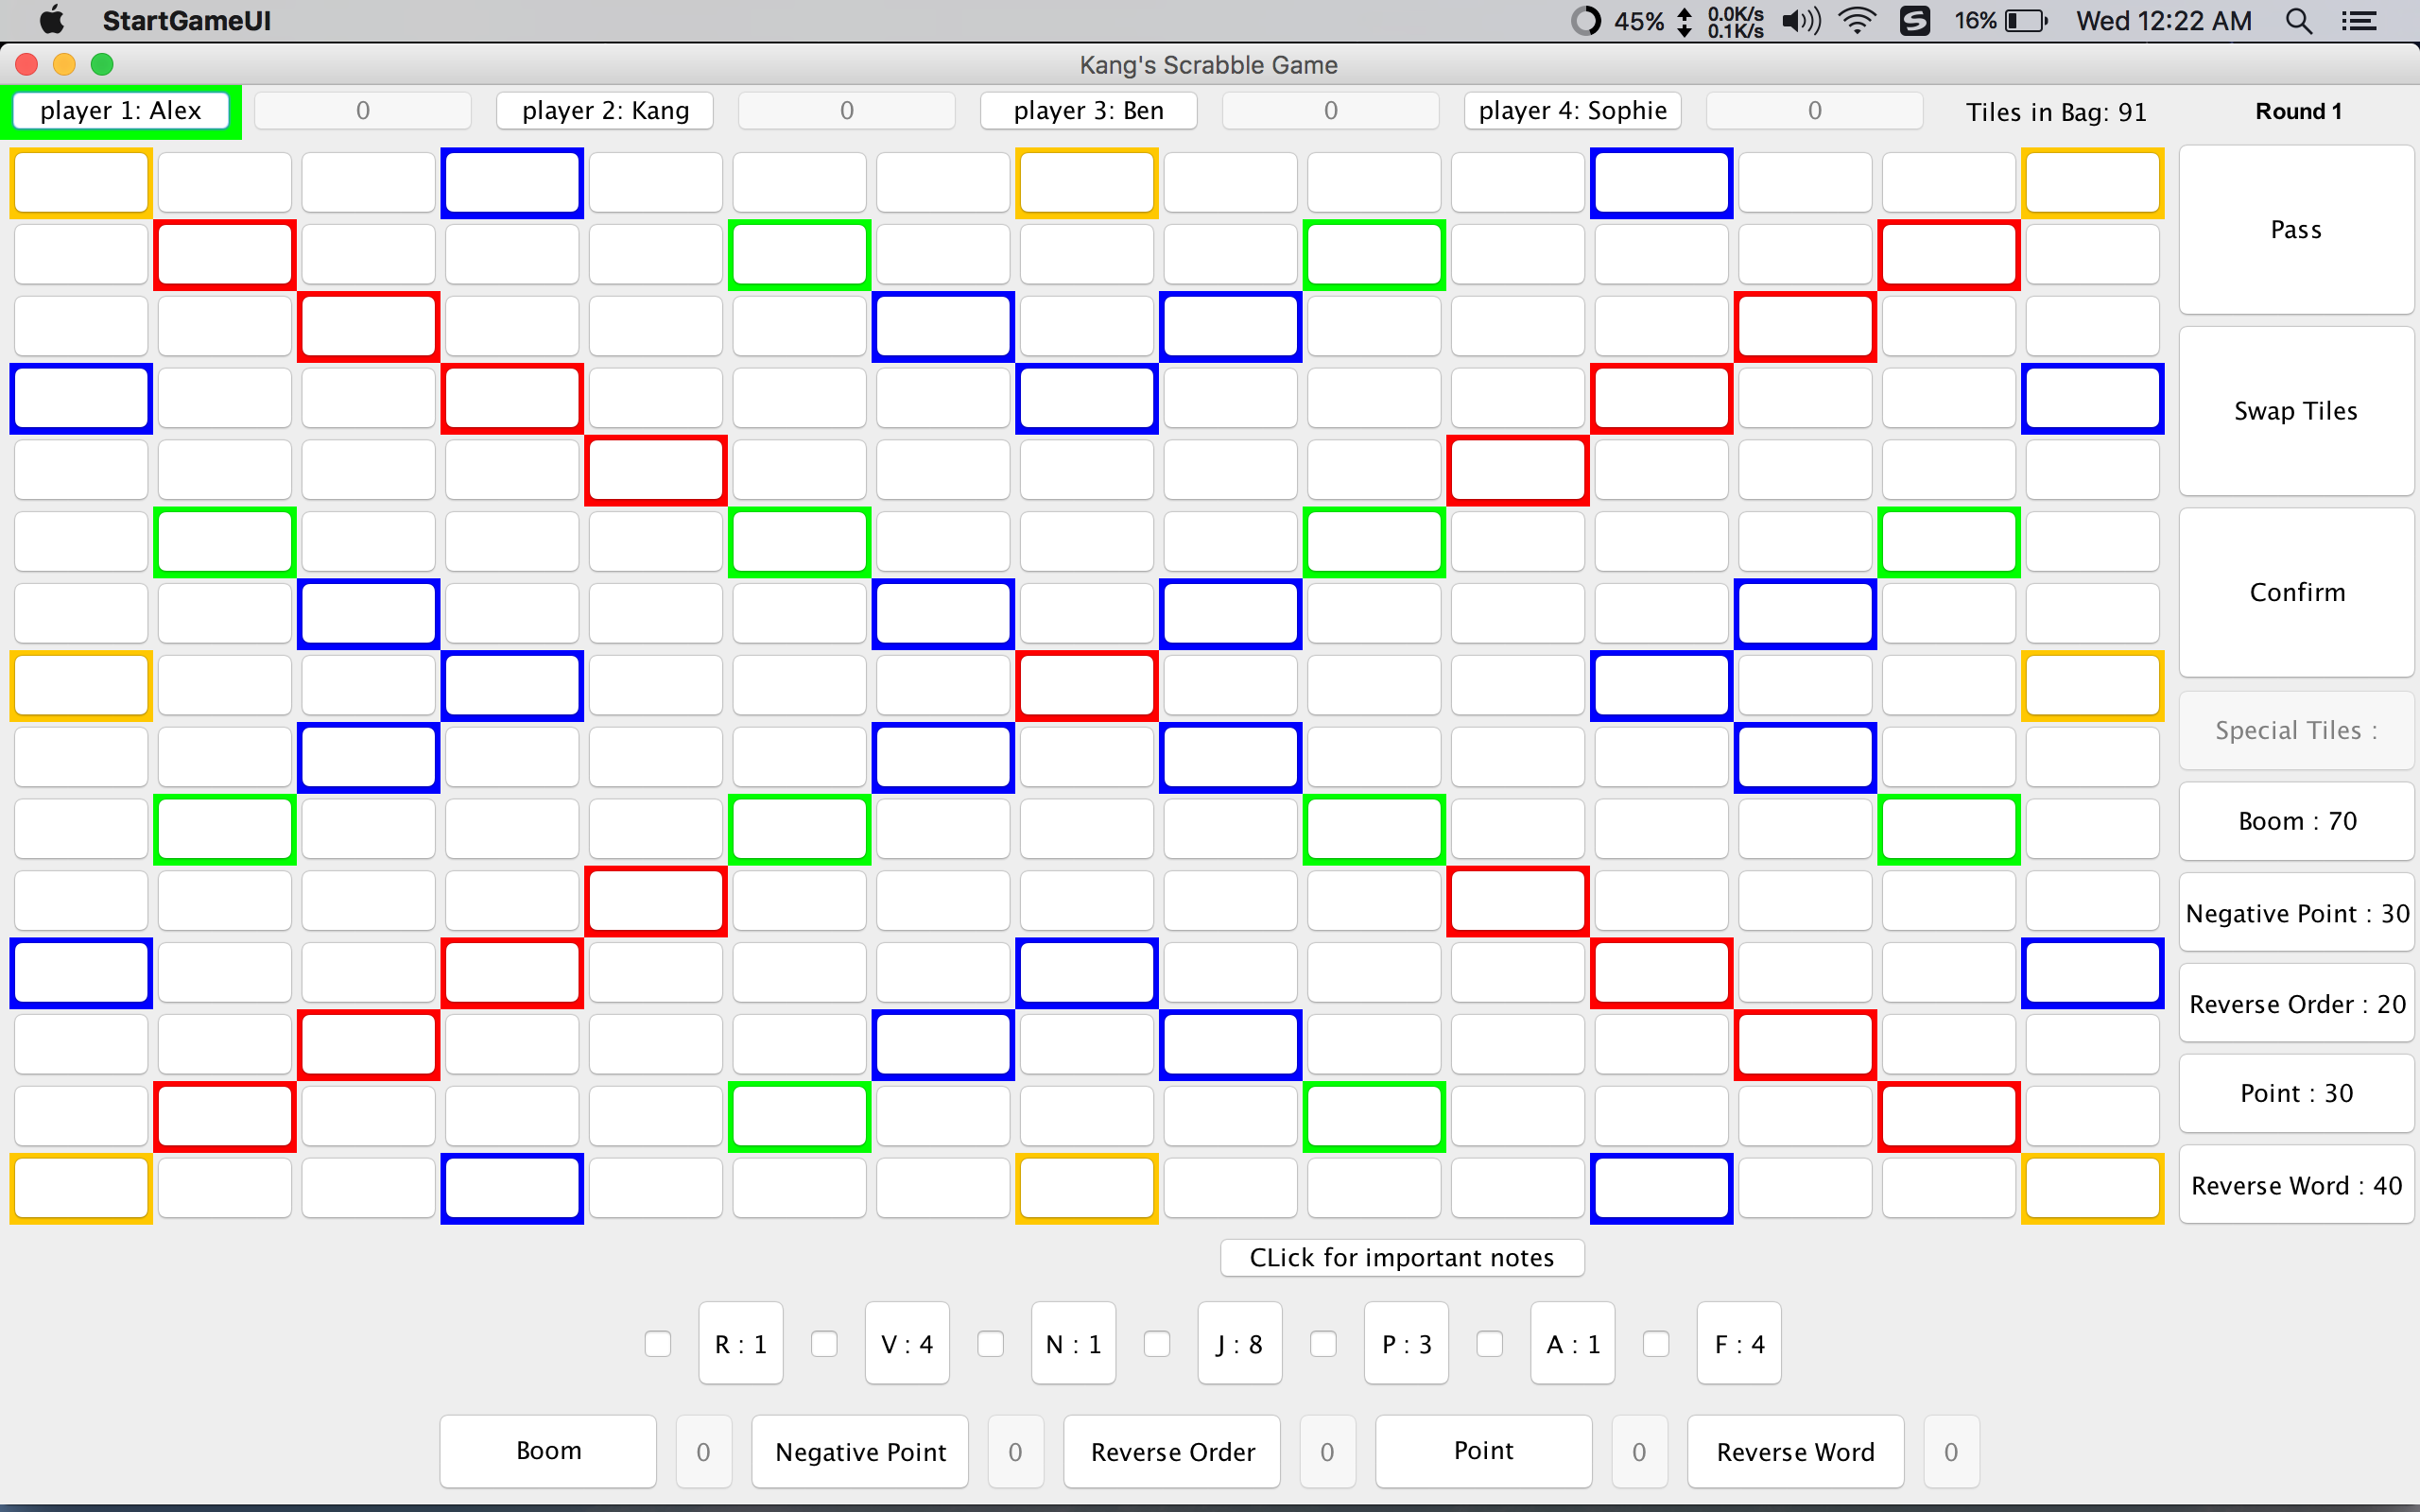 StartGameUI 45% 0.0K/s 0.1K/s S 16% Wed 12:22 AM
Kang's Scrabble Game
player 1: Alex 0 player 2: Kang 0 player 3: Ben 0 player 4: Sophie 0 Tiles in Bag: 91 Round 1
Pass
Swap Tiles
Confirm
Special Tiles :
Boom : 70
Negative Point : 30
Reverse Order : 20
Point : 30
Reverse Word : 40
CLick for important notes
R : 1 V : 4 N : 1 J : 8 P : 3 A : 1 F : 4
Boom 0 Negative Point 0 Reverse Order 0 Point 0 Reverse Word 0